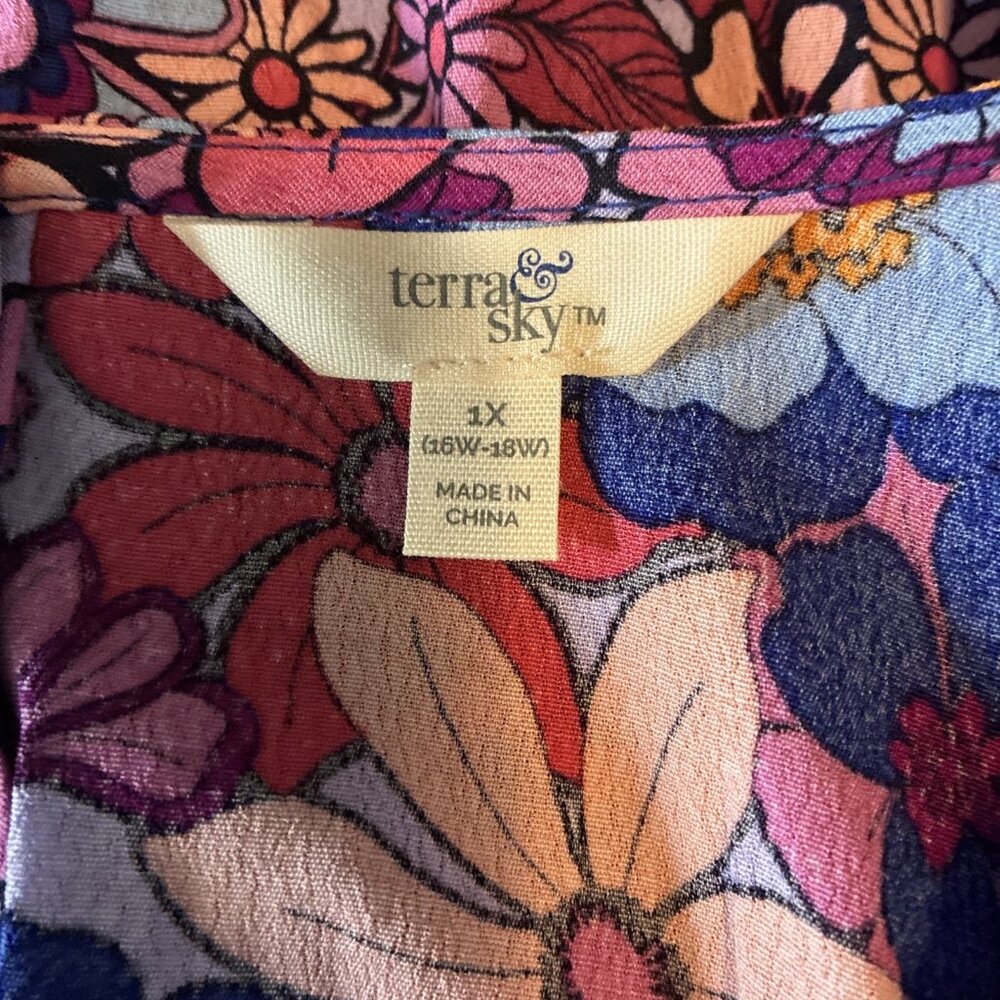 terra &
sky™
1X
(16W-18W)
MADE IN
CHINA